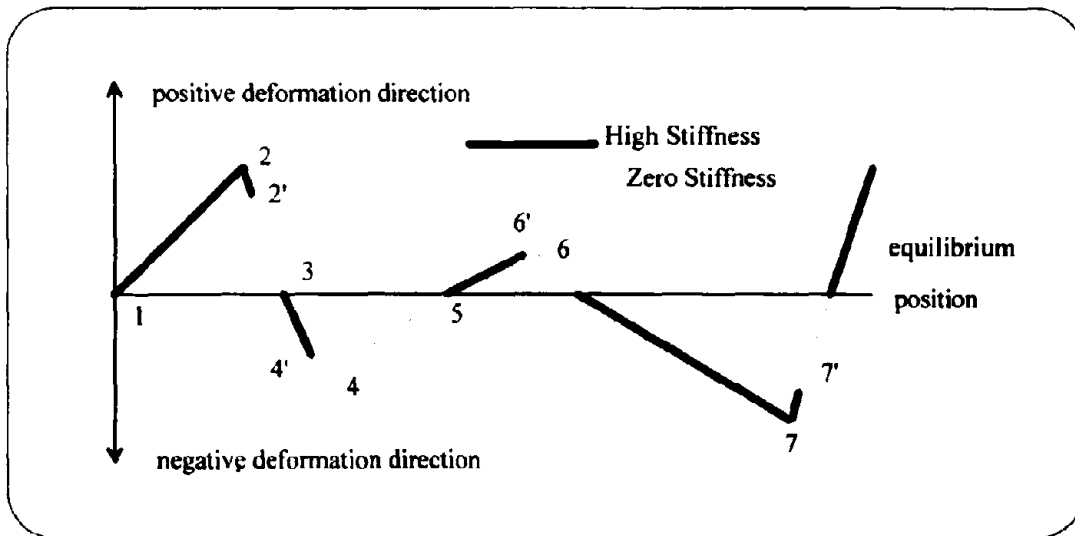 positive deformation direction
High Stiffness
Zero Stiffness
2
2'
6'
6
3
equilibrium
position
1
5
4'
4
7'
7
negative deformation direction